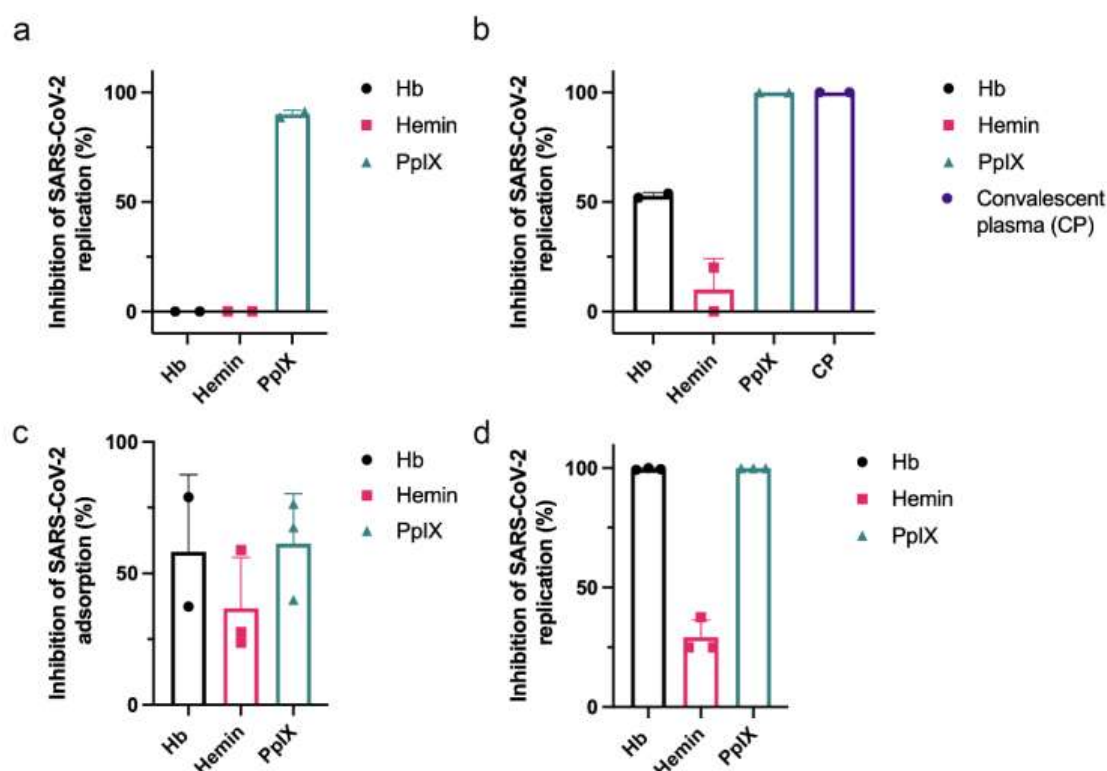 a
Inhibition of SARS-CoV-2
replication (%)
100
50
0
Hb
Hemin
PpIX
Hb
Hemin
PpIX
b
Inhibition of SARS-CoV-2
replication (%)
100
50
0
Hb
Hemin
PpIX
CP
Hb
Hemin
PpIX
Convalescent
plasma (CP)
c
Inhibition of SARS-CoV-2
adsorption (%)
100
50
0
Hb
Hemin
PpIX
Hb
Hemin
PpIX
d
Inhibition of SARS-CoV-2
replication (%)
100
50
0
Hb
Hemin
PpIX
Hb
Hemin
PpIX